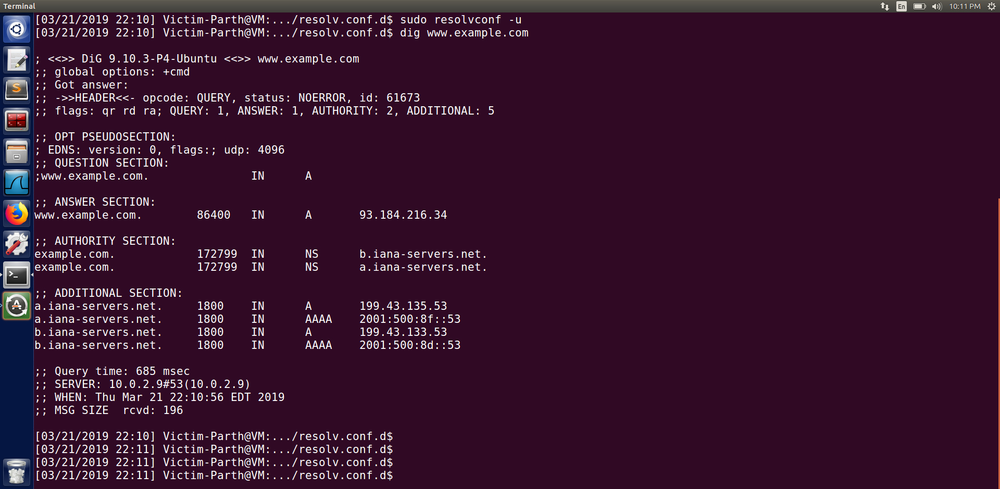 Terminal
En
10:11 PM
[03/21/2019 22:10] Victim-Parth@VM:.../resolv.conf.d$ sudo resolvconf -u
[03/21/2019 22:10] Victim-Parth@VM:.../resolv.conf.d$ dig www.example.com
; <<>> DiG 9.10.3-P4-Ubuntu <<>> www.example.com
;; global options: +cmd
;; Got answer:
;; ->>HEADER<<- opcode: QUERY, status: NOERROR, id: 61673
;; flags: qr rd ra; QUERY: 1, ANSWER: 1, AUTHORITY: 2, ADDITIONAL: 5
;; OPT PSEUDOSECTION:
; EDNS: version: 0, flags:; udp: 4096
;; QUESTION SECTION:
;www.example.com. IN A
;; ANSWER SECTION:
www.example.com. 86400 IN A 93.184.216.34
;; AUTHORITY SECTION:
example.com. 172799 IN NS b.iana-servers.net.
example.com. 172799 IN NS a.iana-servers.net.
;; ADDITIONAL SECTION:
a.iana-servers.net. 1800 IN A 199.43.135.53
a.iana-servers.net. 1800 IN AAAA 2001:500:8f::53
b.iana-servers.net. 1800 IN A 199.43.133.53
b.iana-servers.net. 1800 IN AAAA 2001:500:8d::53
;; Query time: 685 msec
;; SERVER: 10.0.2.9#53(10.0.2.9)
;; WHEN: Thu Mar 21 22:10:56 EDT 2019
;; MSG SIZE  rcvd: 196
[03/21/2019 22:10] Victim-Parth@VM:.../resolv.conf.d$
[03/21/2019 22:11] Victim-Parth@VM:.../resolv.conf.d$
[03/21/2019 22:11] Victim-Parth@VM:.../resolv.conf.d$
[03/21/2019 22:11] Victim-Parth@VM:.../resolv.conf.d$